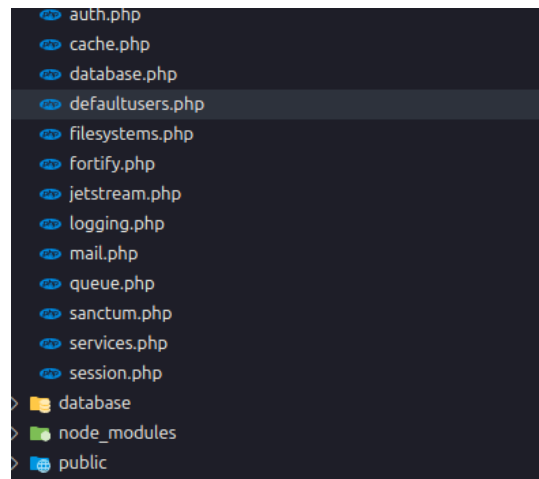 auth.php
cache.php
database.php
defaultusers.php
filesystems.php
fortify.php
jetstream.php
logging.php
mail.php
queue.php
sanctum.php
services.php
session.php
database
node_modules
public